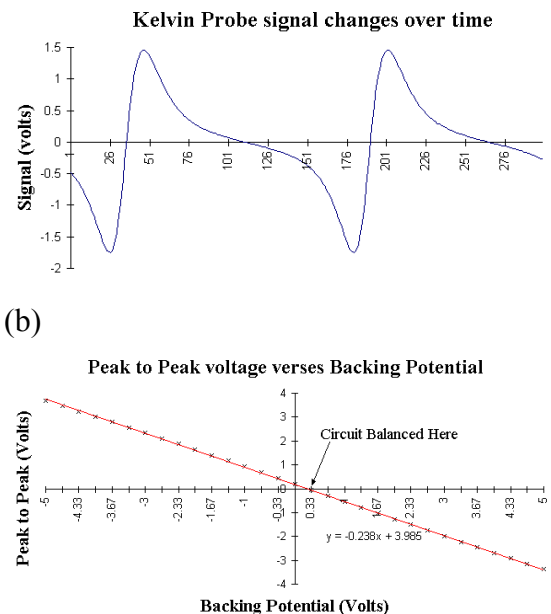 Kelvin Probe signal changes over time
Signal (volts)
1.5
1
0.5
0
-0.5
-1
-1.5
-2
1 26 51 76 101 126 151 176 201 226 251 276
(b)
Peak to Peak voltage verses Backing Potential
Peak to Peak (Volts)
4
3
2
1
0
-1
-2
-3
-4
Circuit Balanced Here
-5 -4.33 -3.67 -3 -2.33 -1.67 -1 -0.33 0.33 1 1.67 2.33 3 3.67 4.33 5
y = -0.238x + 3.985
Backing Potential (Volts)